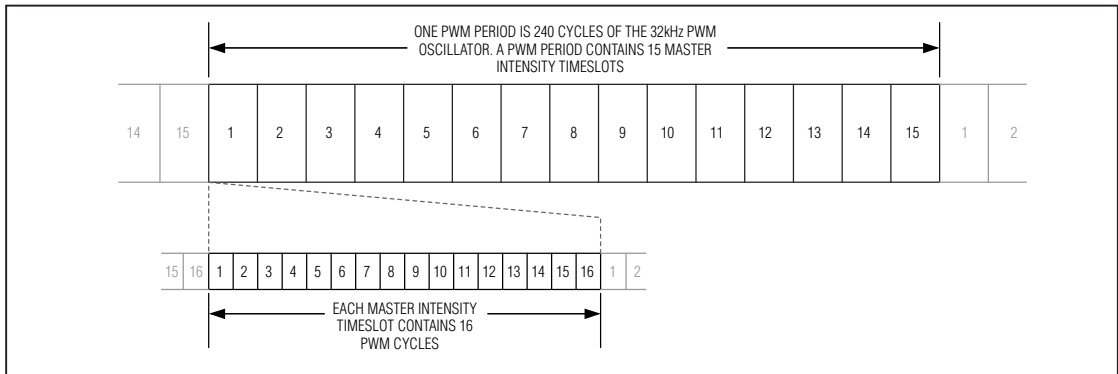 ONE PWM PERIOD IS 240 CYCLES OF THE 32kHz PWM
OSCILLATOR. A PWM PERIOD CONTAINS 15 MASTER
INTENSITY TIMESLOTS
14 15 1 2 3 4 5 6 7 8 9 10 11 12 13 14 15 1 2
15 16 1 2 3 4 5 6 7 8 9 10 11 12 13 14 15 16 1 2
EACH MASTER INTENSITY
TIMESLOT CONTAINS 16
PWM CYCLES